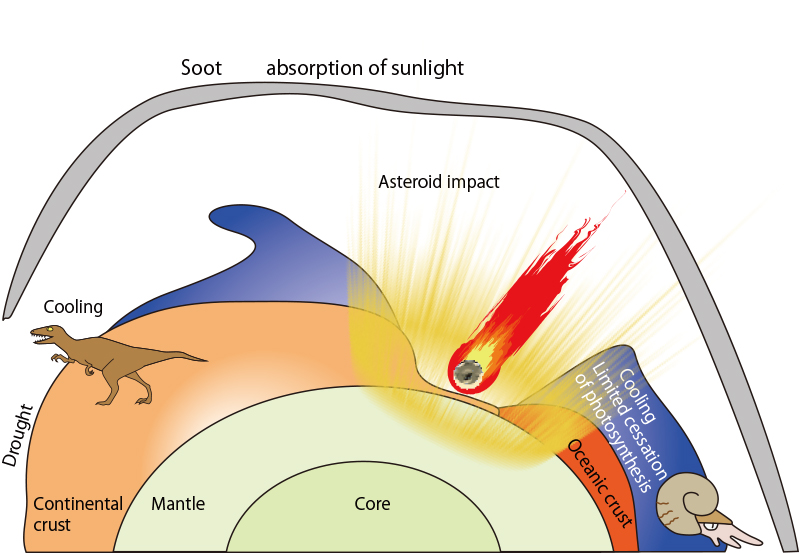 Soot absorption of sunlight
Asteroid impact
Cooling
Drought
Cooling
Limited cessation
of photosynthesis
Oceanic crust
Continental
crust
Mantle
Core